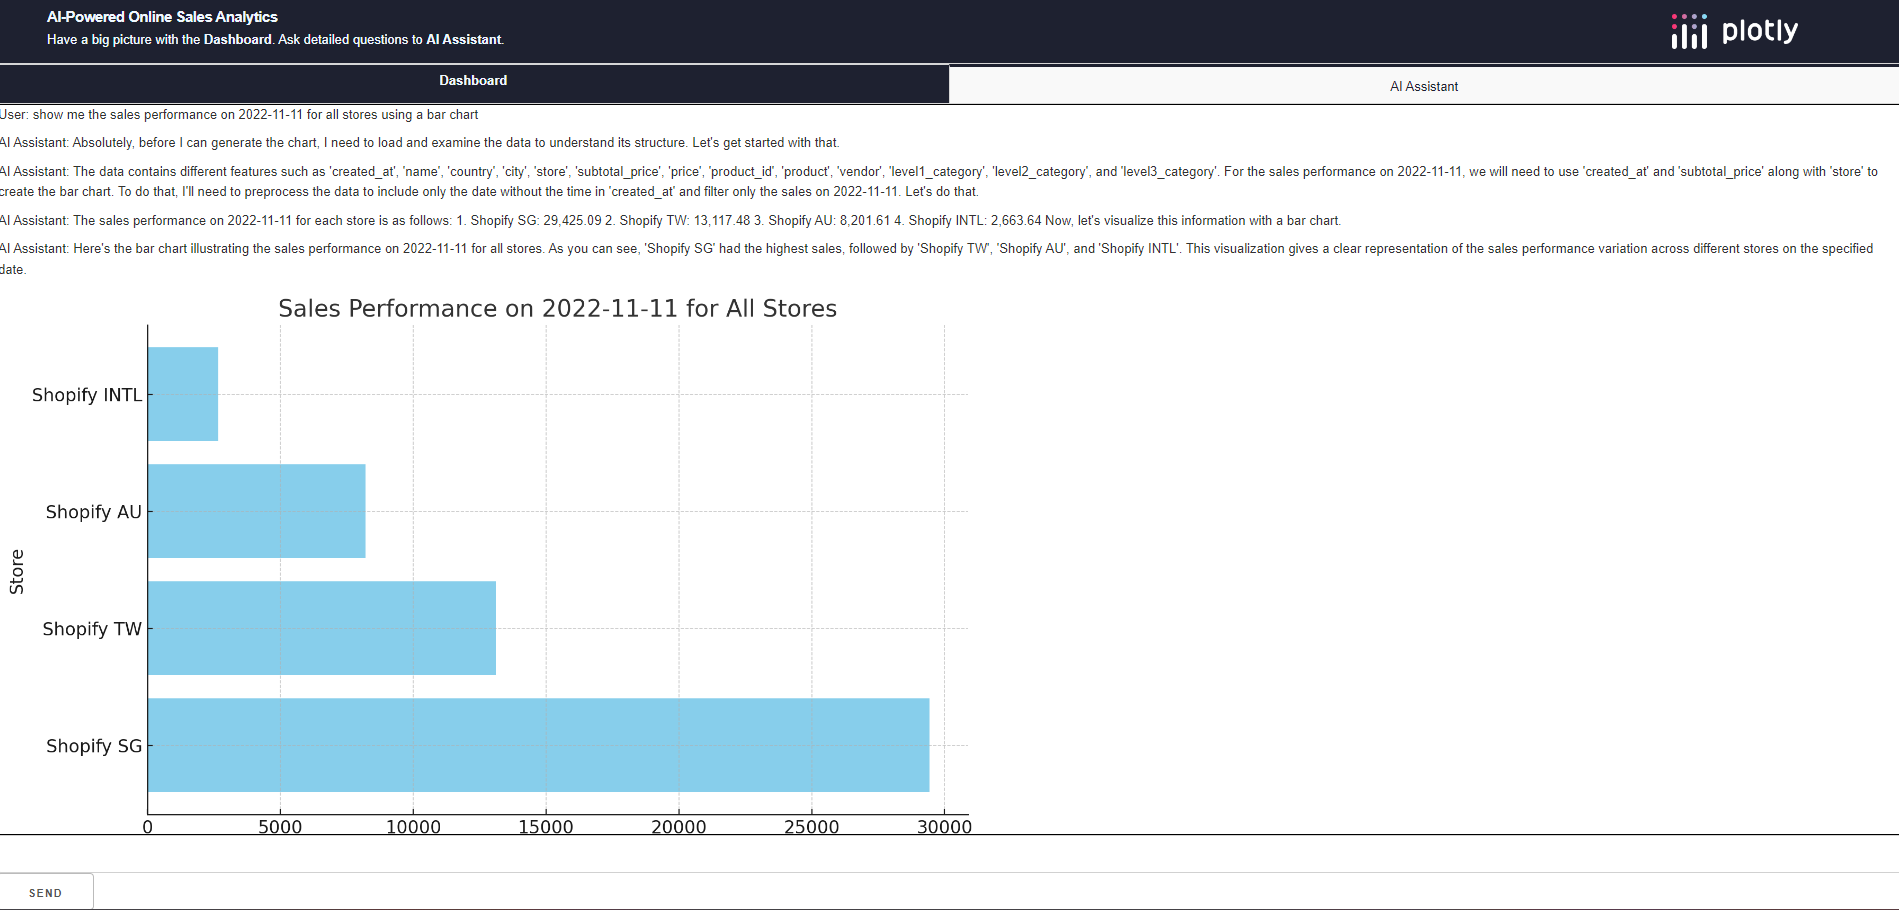 AI-Powered Online Sales Analytics
Have a big picture with the Dashboard. Ask detailed questions to AI Assistant.
plotly
Dashboard
AI Assistant
User: show me the sales performance on 2022-11-11 for all stores using a bar chart
AI Assistant: Absolutely, before I can generate the chart, I need to load and examine the data to understand its structure. Let's get started with that.
AI Assistant: The data contains different features such as 'created_at', 'name', 'country', 'city', 'store', 'subtotal_price', 'price', 'product_id', 'product', 'vendor', 'level1_category', 'level2_category', and 'level3_category'. For the sales performance on 2022-11-11, we will need to use 'created_at' and 'subtotal_price' along with 'store' to
create the bar chart. To do that, I'll need to preprocess the data to include only the date without the time in 'created_at' and filter only the sales on 2022-11-11. Let's do that.
AI Assistant: The sales performance on 2022-11-11 for each store is as follows: 1. Shopify SG: 29,425.09 2. Shopify TW: 13,117.48 3. Shopify AU: 8,201.61 4. Shopify INTL: 2,663.64 Now, let's visualize this information with a bar chart.
AI Assistant: Here's the bar chart illustrating the sales performance on 2022-11-11 for all stores. As you can see, 'Shopify SG' had the highest sales, followed by 'Shopify TW', 'Shopify AU', and 'Shopify INTL'. This visualization gives a clear representation of the sales performance variation across different stores on the specified
date.
Sales Performance on 2022-11-11 for All Stores
Shopify INTL
Shopify AU
Store
Shopify TW
Shopify SG
0 5000 10000 15000 20000 25000 30000
SEND